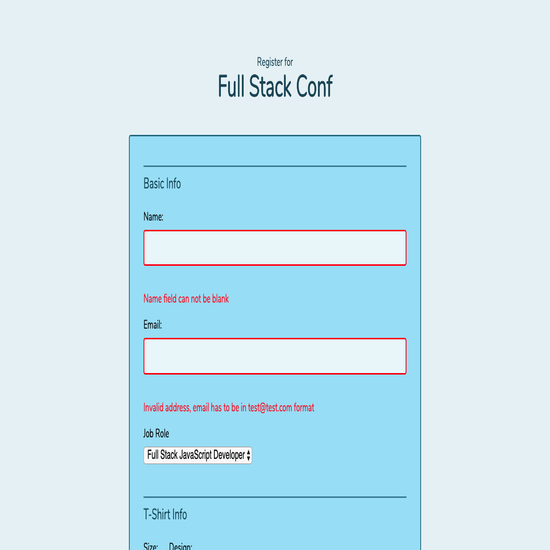 Register for
Full Stack Conf
Basic Info
Name:
Name field can not be blank
Email:
Invalid address, email has to be in test@test.com format
Job Role
Full Stack JavaScript Developer
T-Shirt Info
Size: Design: